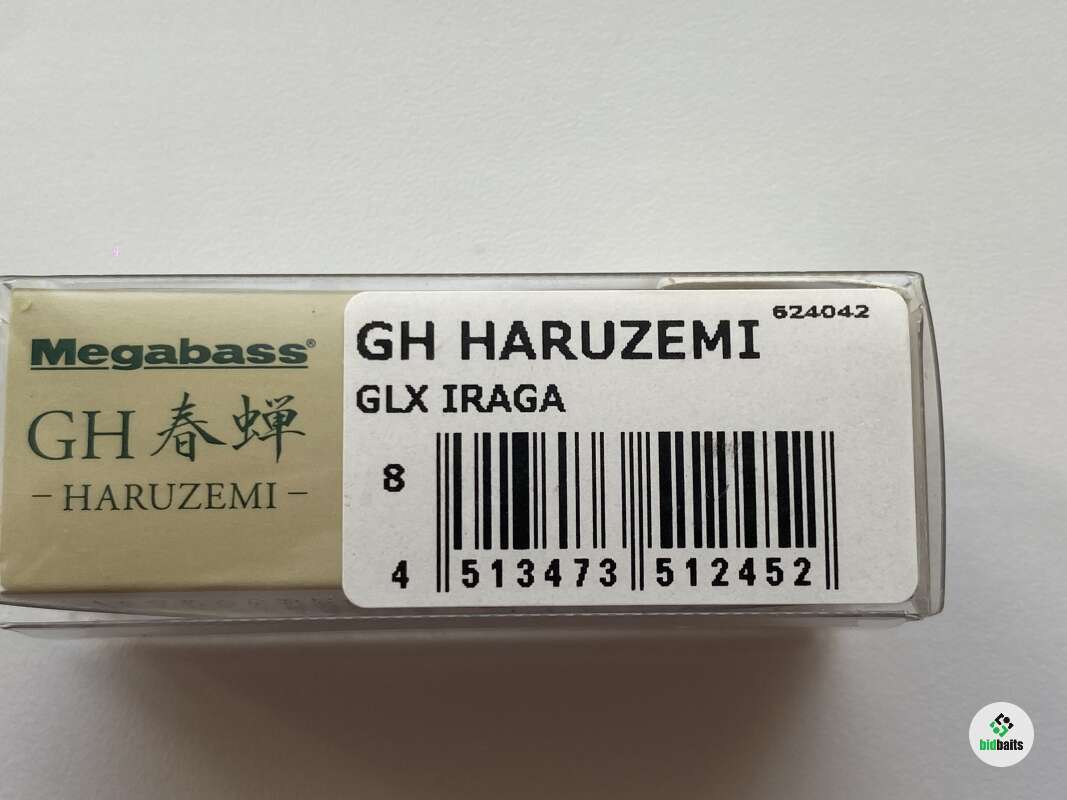 Megabass®
GH 春蝉
- HARUZEMI -
GH HARUZEMI
624042
GLX IRAGA
8
4 513473 512452
bidbaits